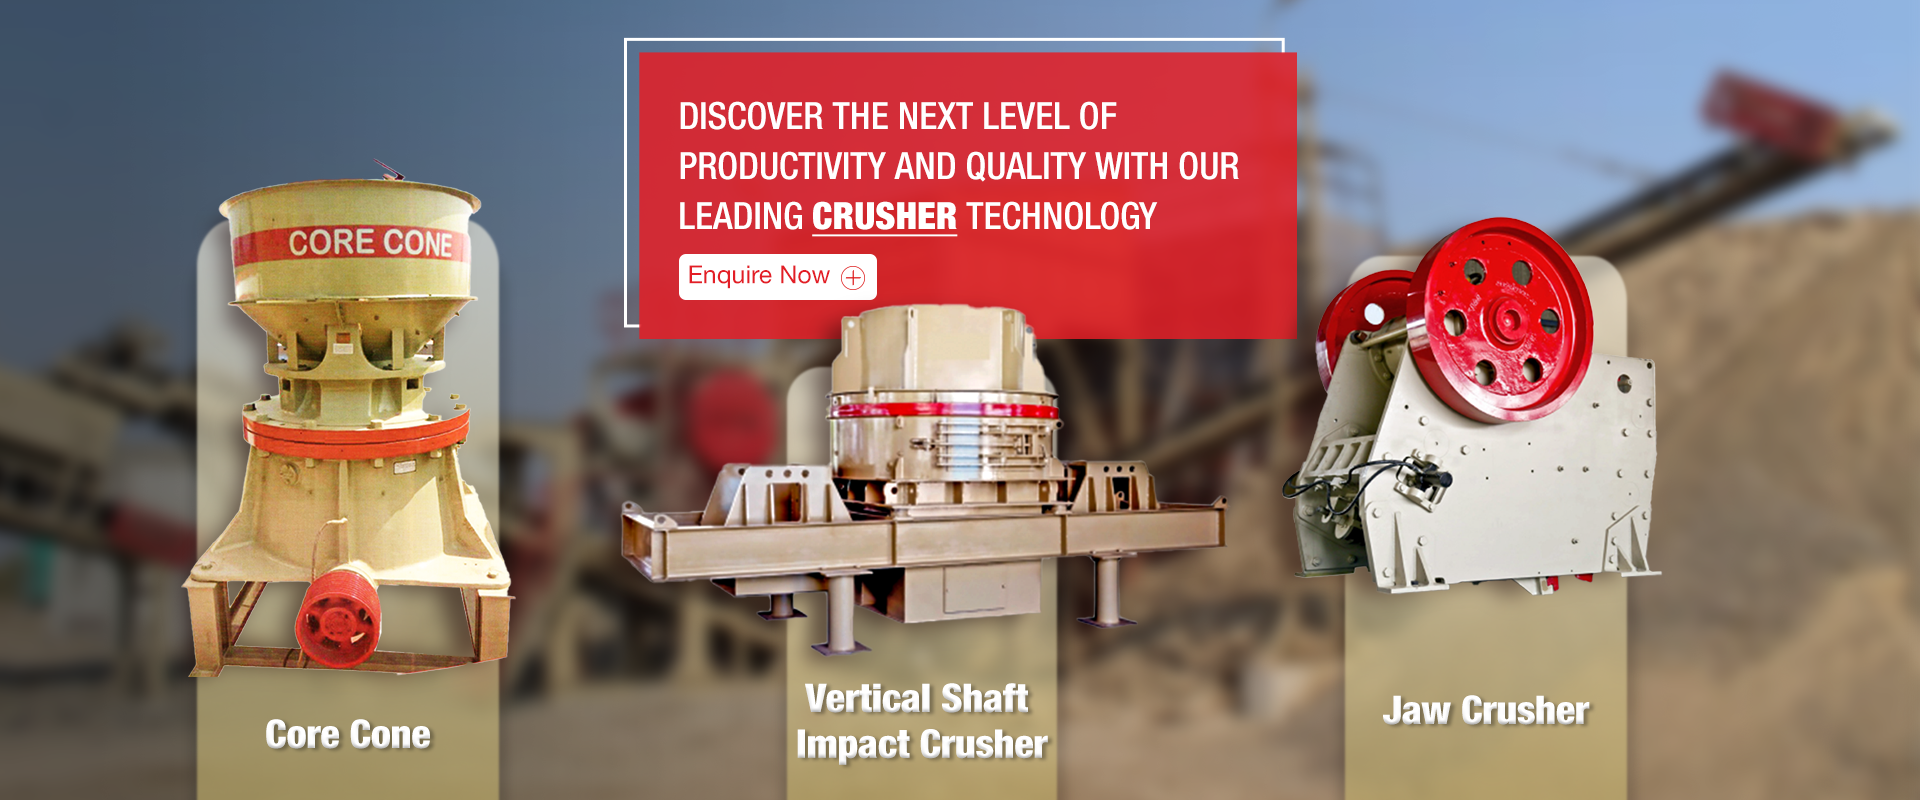 DISCOVER THE NEXT LEVEL OF
PRODUCTIVITY AND QUALITY WITH OUR
LEADING CRUSHER TECHNOLOGY
Enquire Now
CORE CONE
Core Cone
Vertical Shaft
Impact Crusher
Jaw Crusher